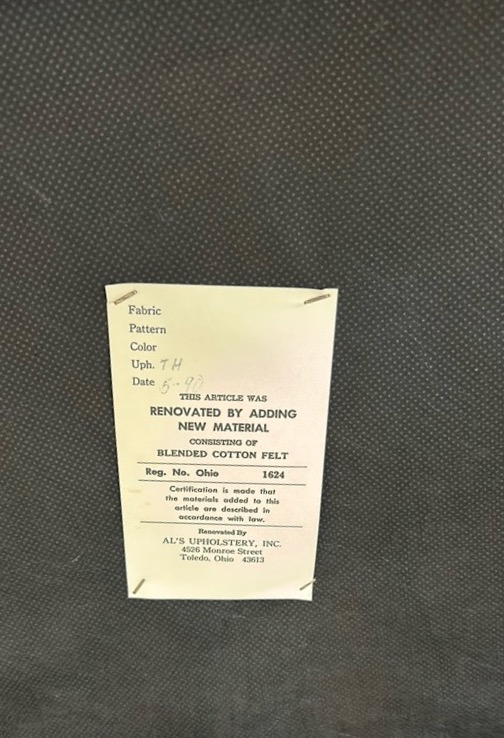 Fabric
Pattern
Color
Uph. TH
Date 5-90
THIS ARTICLE WAS
RENOVATED BY ADDING
NEW MATERIAL
CONSISTING OF
BLENDED COTTON FELT
Reg. No. Ohio 1624
Certification is made that
the materials added to this
article are described in
accordance with law.
Renovated By
AL'S UPHOLSTERY, INC.
4526 Monroe Street
Toledo, Ohio 43613